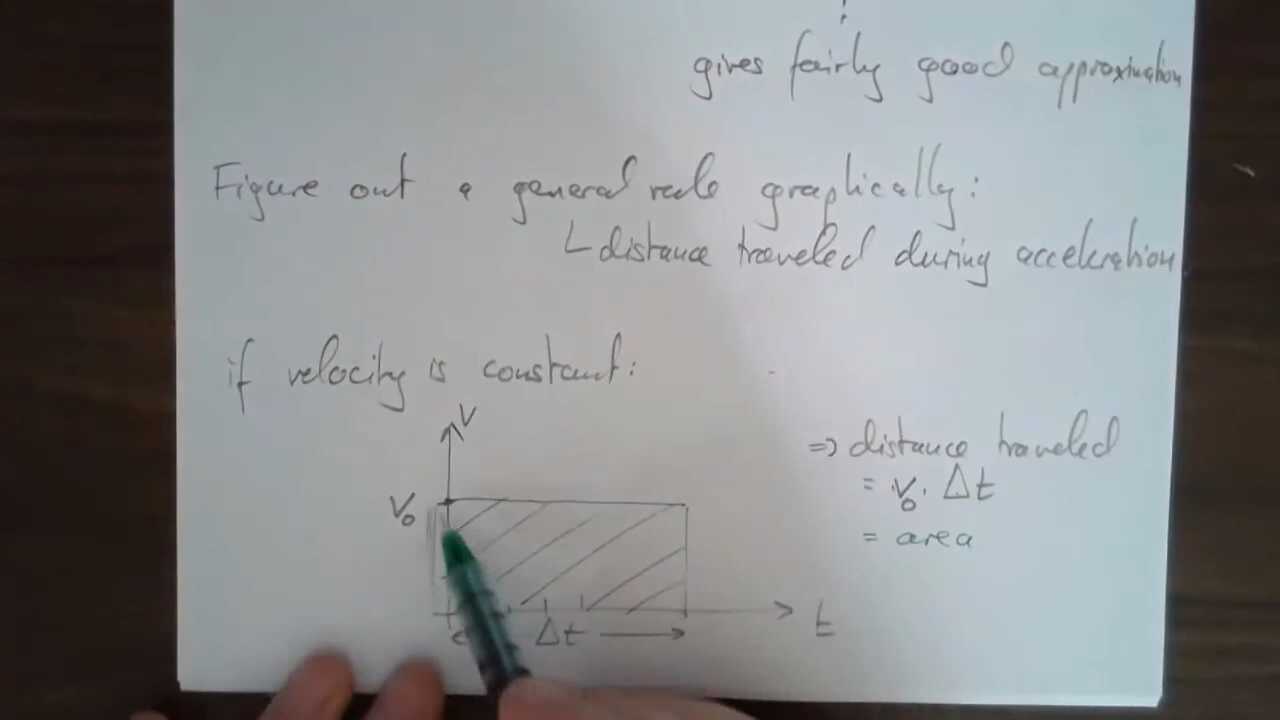 gives fairly good approximation
Figure out a general rule graphically:
distance traveled during acceleration
if velocity is constant:
V
V₀
Δt
t
=> distance traveled
= V₀ · Δt
= area